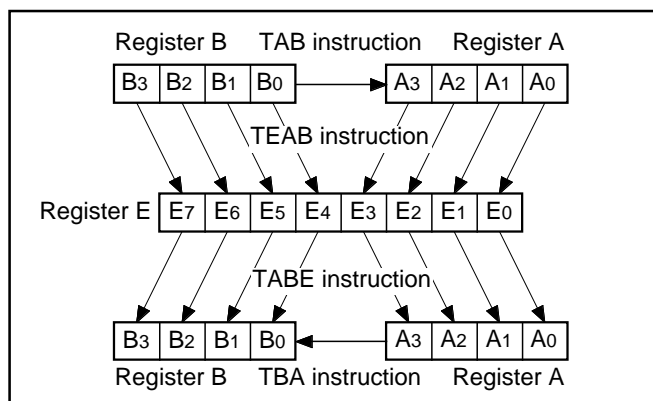 Register B TAB instruction Register A
B3 B2 B1 B0 A3 A2 A1 A0
TEAB instruction
Register E E7 E6 E5 E4 E3 E2 E1 E0
TABE instruction
B3 B2 B1 B0 A3 A2 A1 A0
Register B TBA instruction Register A